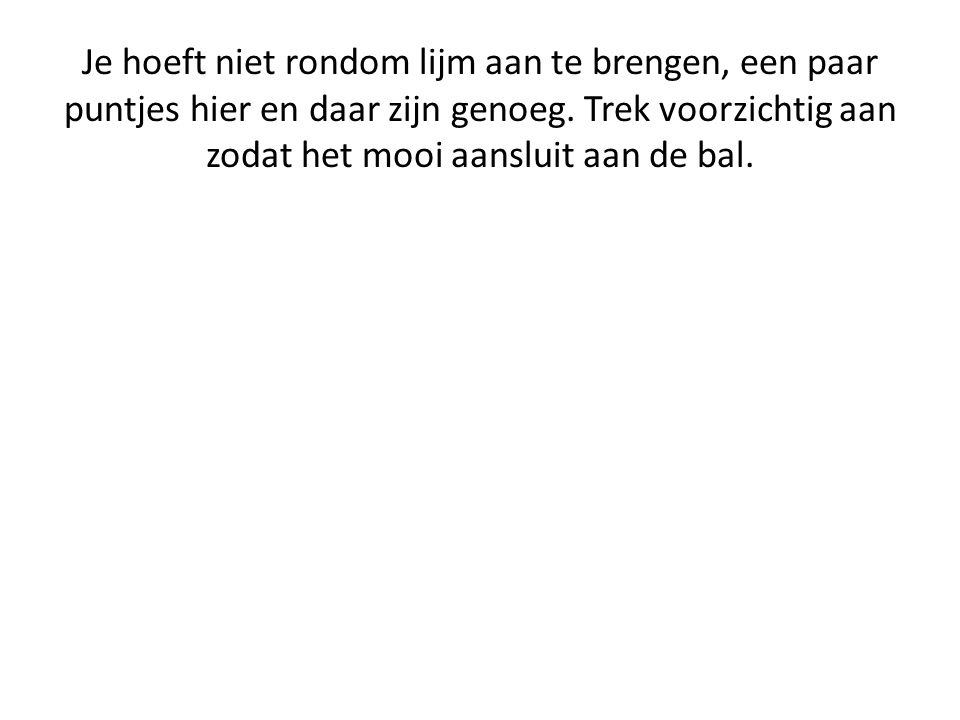 Je hoeft niet rondom lijm aan te brengen, een paar
puntjes hier en daar zijn genoeg. Trek voorzichtig aan
zodat het mooi aansluit aan de bal.